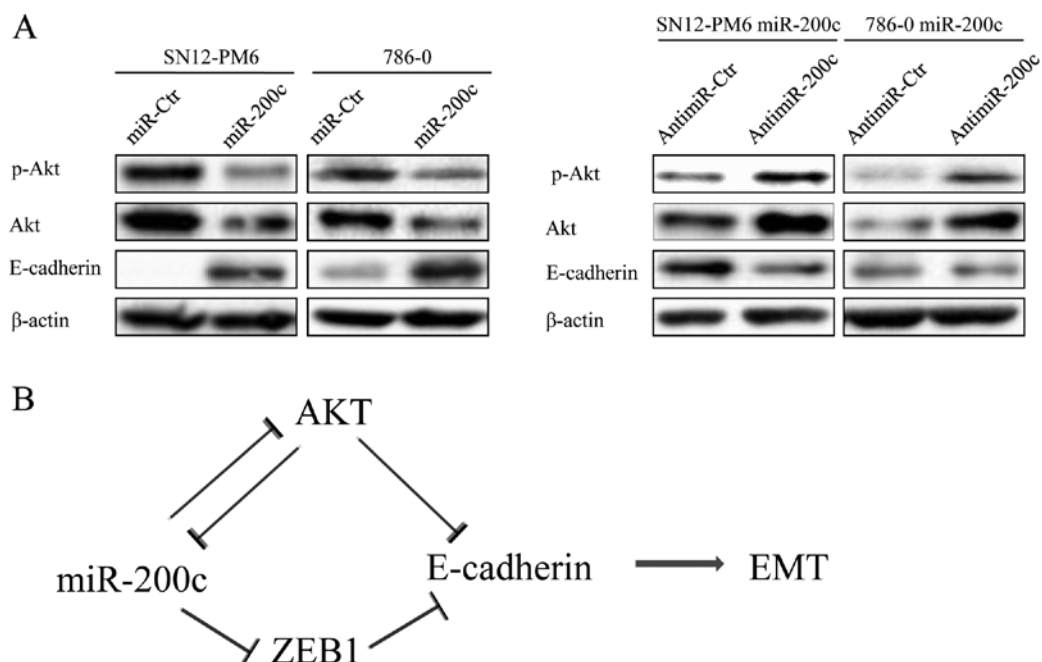 A
SN12-PM6 786-0
miR-Ctr miR-200c miR-Ctr miR-200c
p-Akt
Akt
E-cadherin
β-actin
SN12-PM6 miR-200c 786-0 miR-200c
AntimiR-Ctr AntimiR-200c AntimiR-Ctr AntimiR-200c
p-Akt
Akt
E-cadherin
β-actin
B
AKT
miR-200c
E-cadherin
EMT
ZEB1